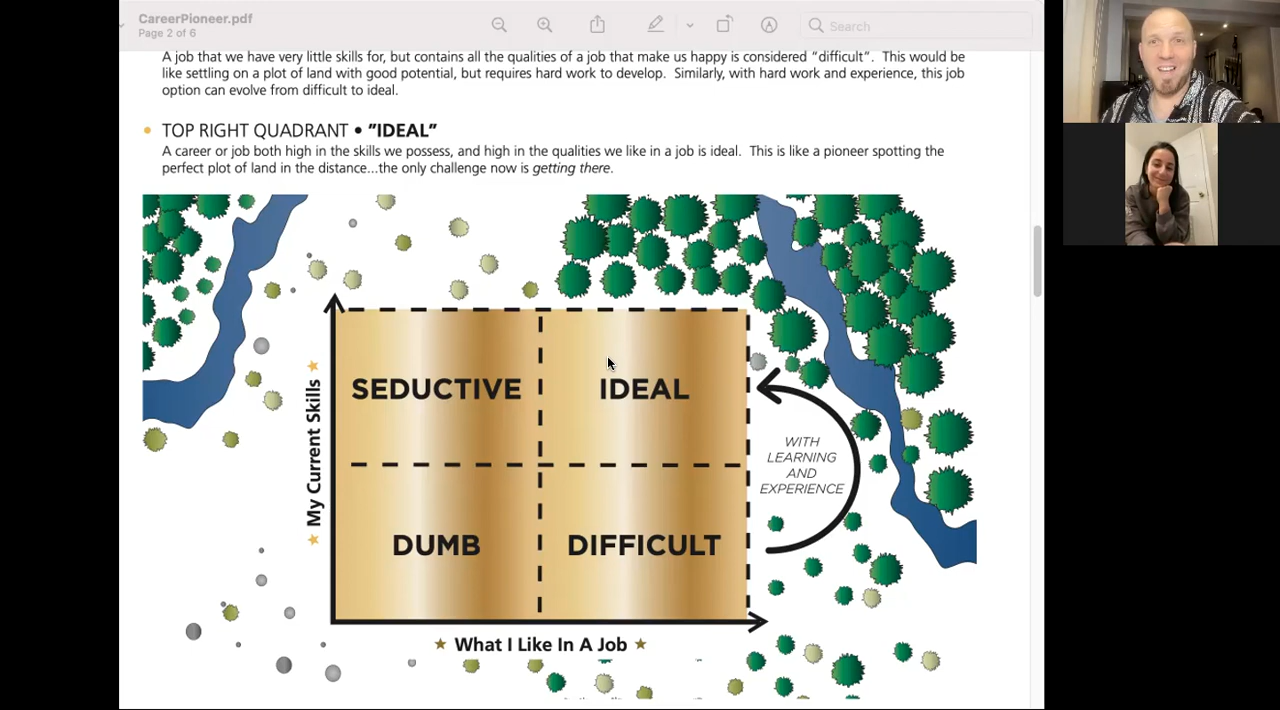 CareerPioneer.pdf
Page 2 of 6
Search
A job that we have very little skills for, but contains all the qualities of a job that make us happy is considered “difficult”. This would be
like settling on a plot of land with good potential, but requires hard work to develop. Similarly, with hard work and experience, this job
option can evolve from difficult to ideal.
• TOP RIGHT QUADRANT • ”IDEAL”
A career or job both high in the skills we possess, and high in the qualities we like in a job is ideal. This is like a pioneer spotting the
perfect plot of land in the distance...the only challenge now is getting there.
My Current Skills
SEDUCTIVE
IDEAL
DUMB
DIFFICULT
WITH
LEARNING
AND
EXPERIENCE
What I Like In A Job